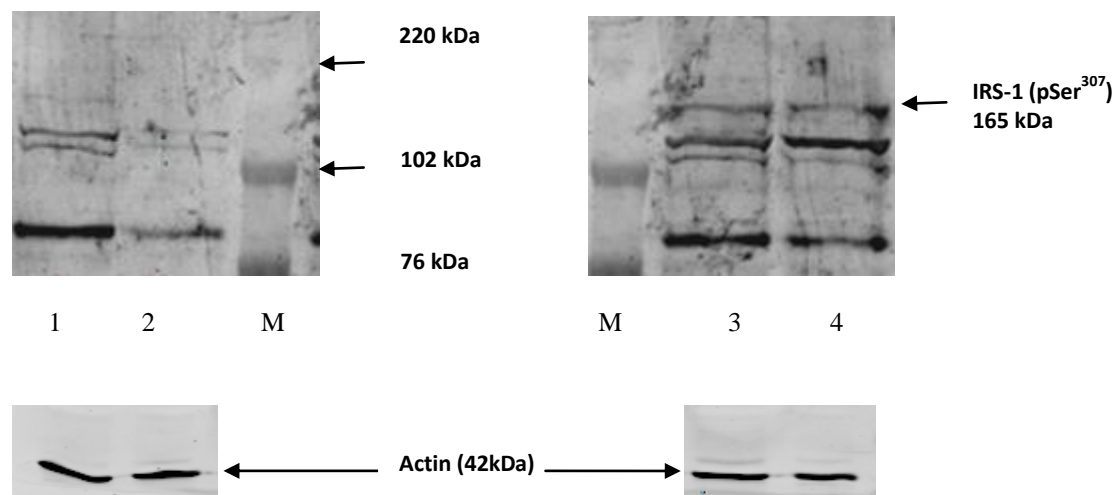 220 kDa
IRS-1 (pSer³⁰⁷)
165 kDa
102 kDa
76 kDa
1 2 M M 3 4
Actin (42kDa)